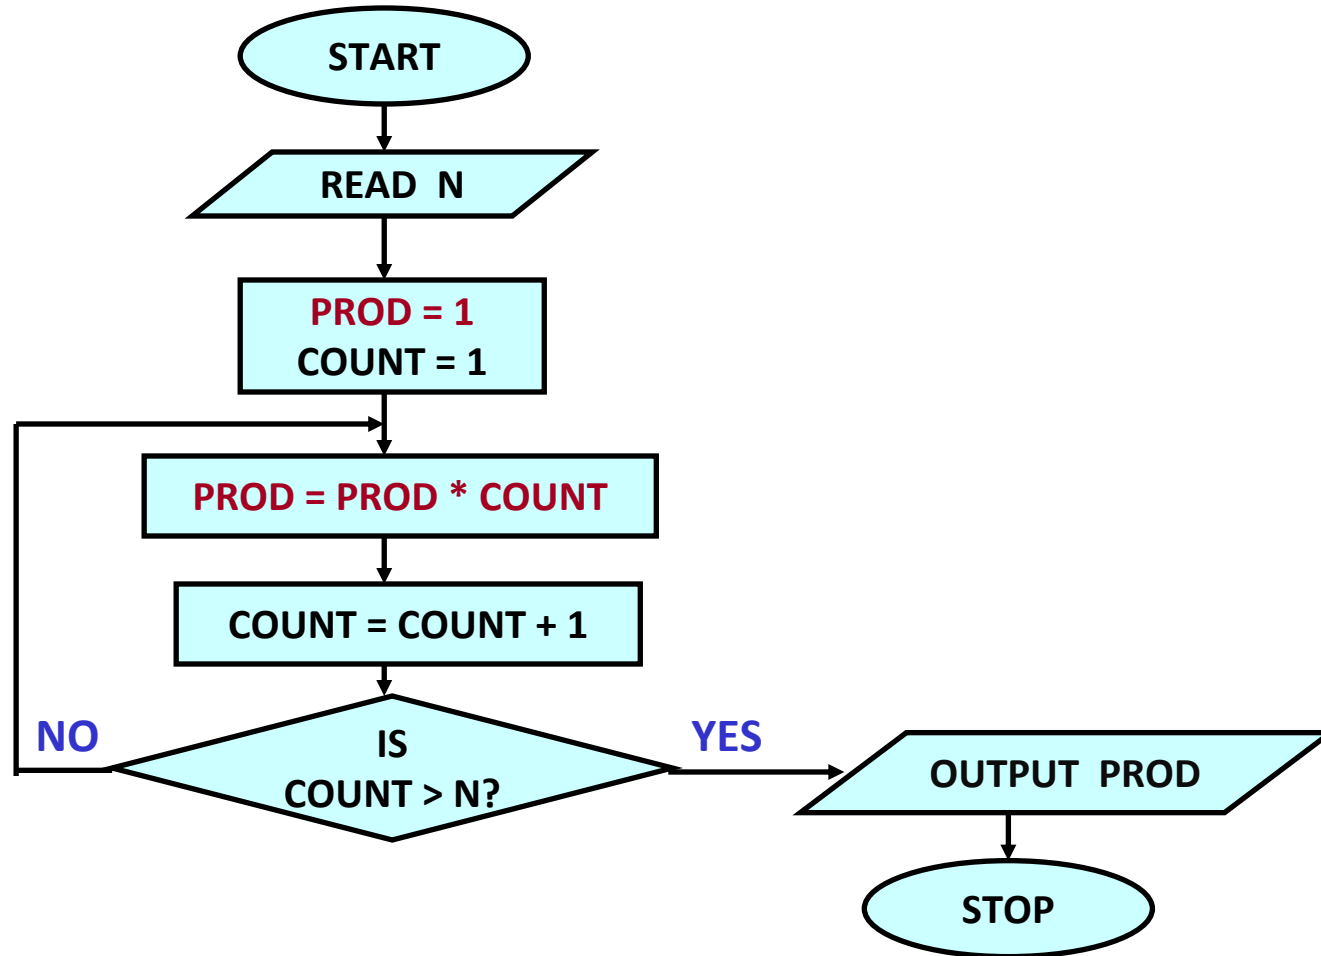 START
READ N
PROD = 1
COUNT = 1
PROD = PROD * COUNT
COUNT = COUNT + 1
NO
IS
COUNT > N?
YES
OUTPUT PROD
STOP